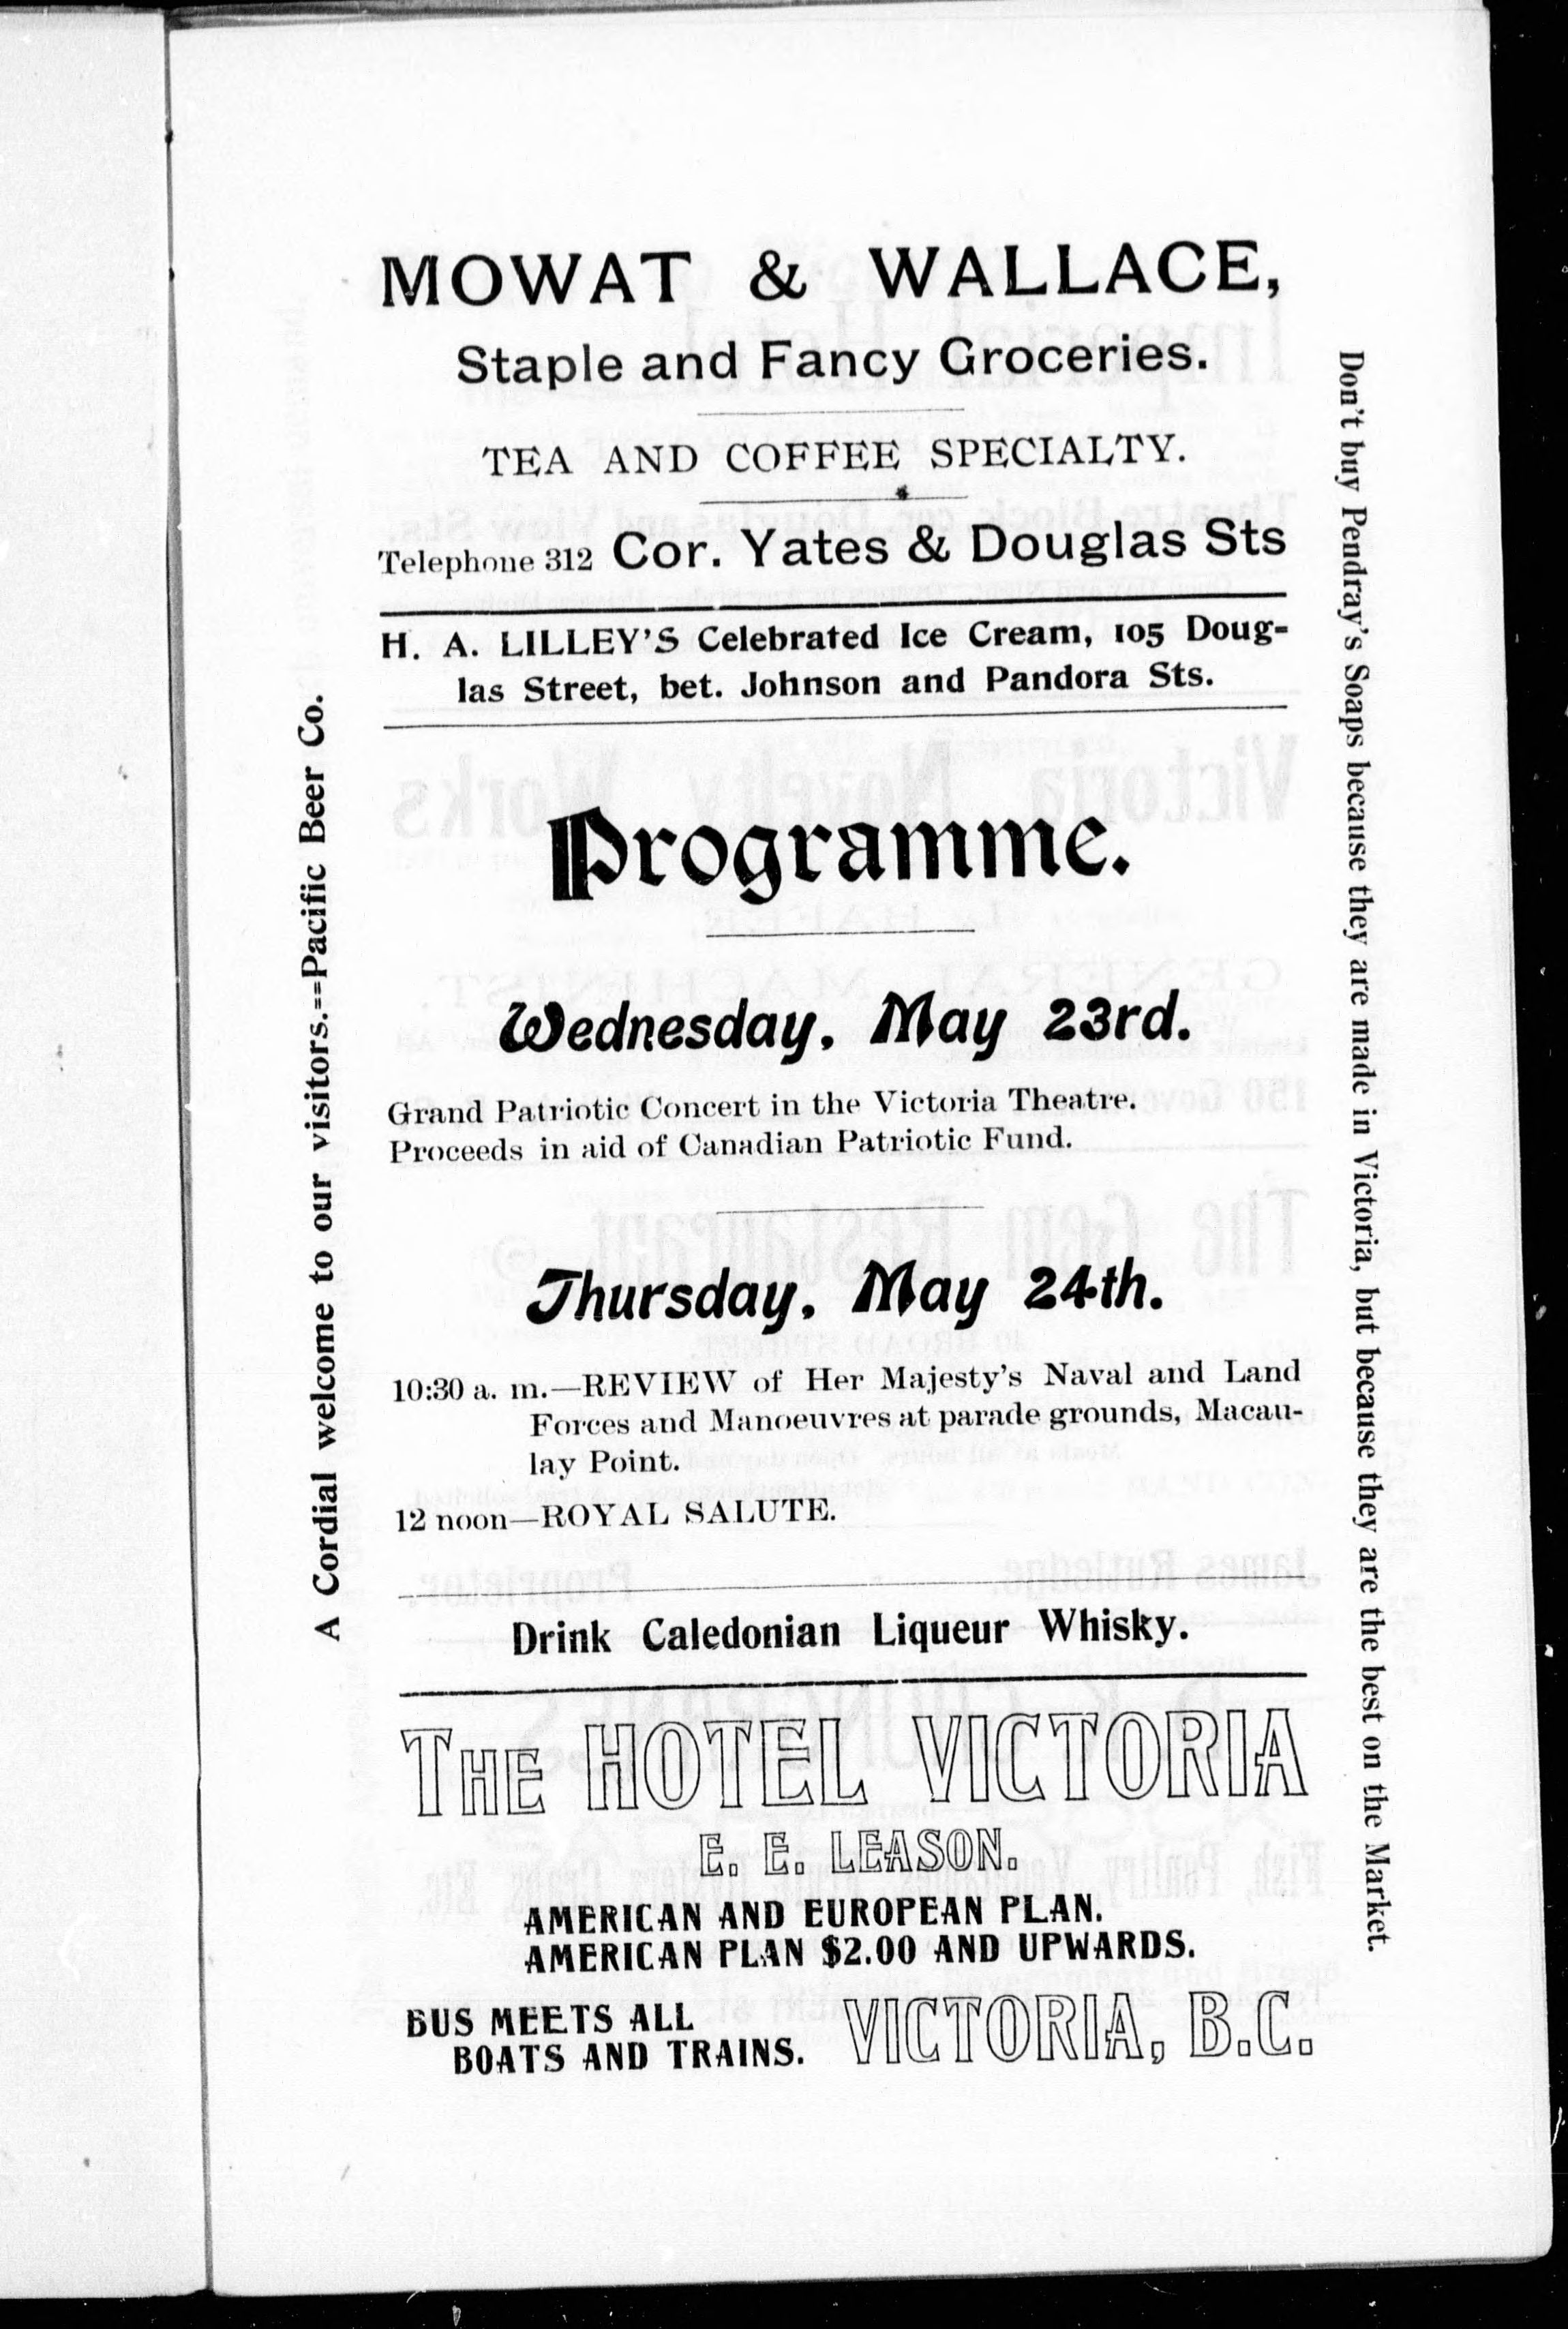 MOWAT & WALLACE,
Staple and Fancy Groceries.
TEA AND COFFEE SPECIALTY.
Telephone 312 Cor. Yates & Douglas Sts
H. A. LILLEY'S Celebrated Ice Cream, 105 Doug-
las Street, bet. Johnson and Pandora Sts.
A Cordial welcome to our visitors.==Pacific Beer Co.
Programme.
Wednesday, May 23rd.
Grand Patriotic Concert in the Victoria Theatre.
Proceeds in aid of Canadian Patriotic Fund.
Thursday, May 24th.
10:30 a. m.—REVIEW of Her Majesty's Naval and Land
Forces and Manoeuvres at parade grounds, Macau-
lay Point.
12 noon—ROYAL SALUTE.
Drink Caledonian Liqueur Whisky.
THE HOTEL VICTORIA
E. E. LEASON.
AMERICAN AND EUROPEAN PLAN.
AMERICAN PLAN $2.00 AND UPWARDS.
BUS MEETS ALL
BOATS AND TRAINS.
VICTORIA, B.C.
Don't buy Pendray's Soaps because they are made in Victoria, but because they are the best on the Market.